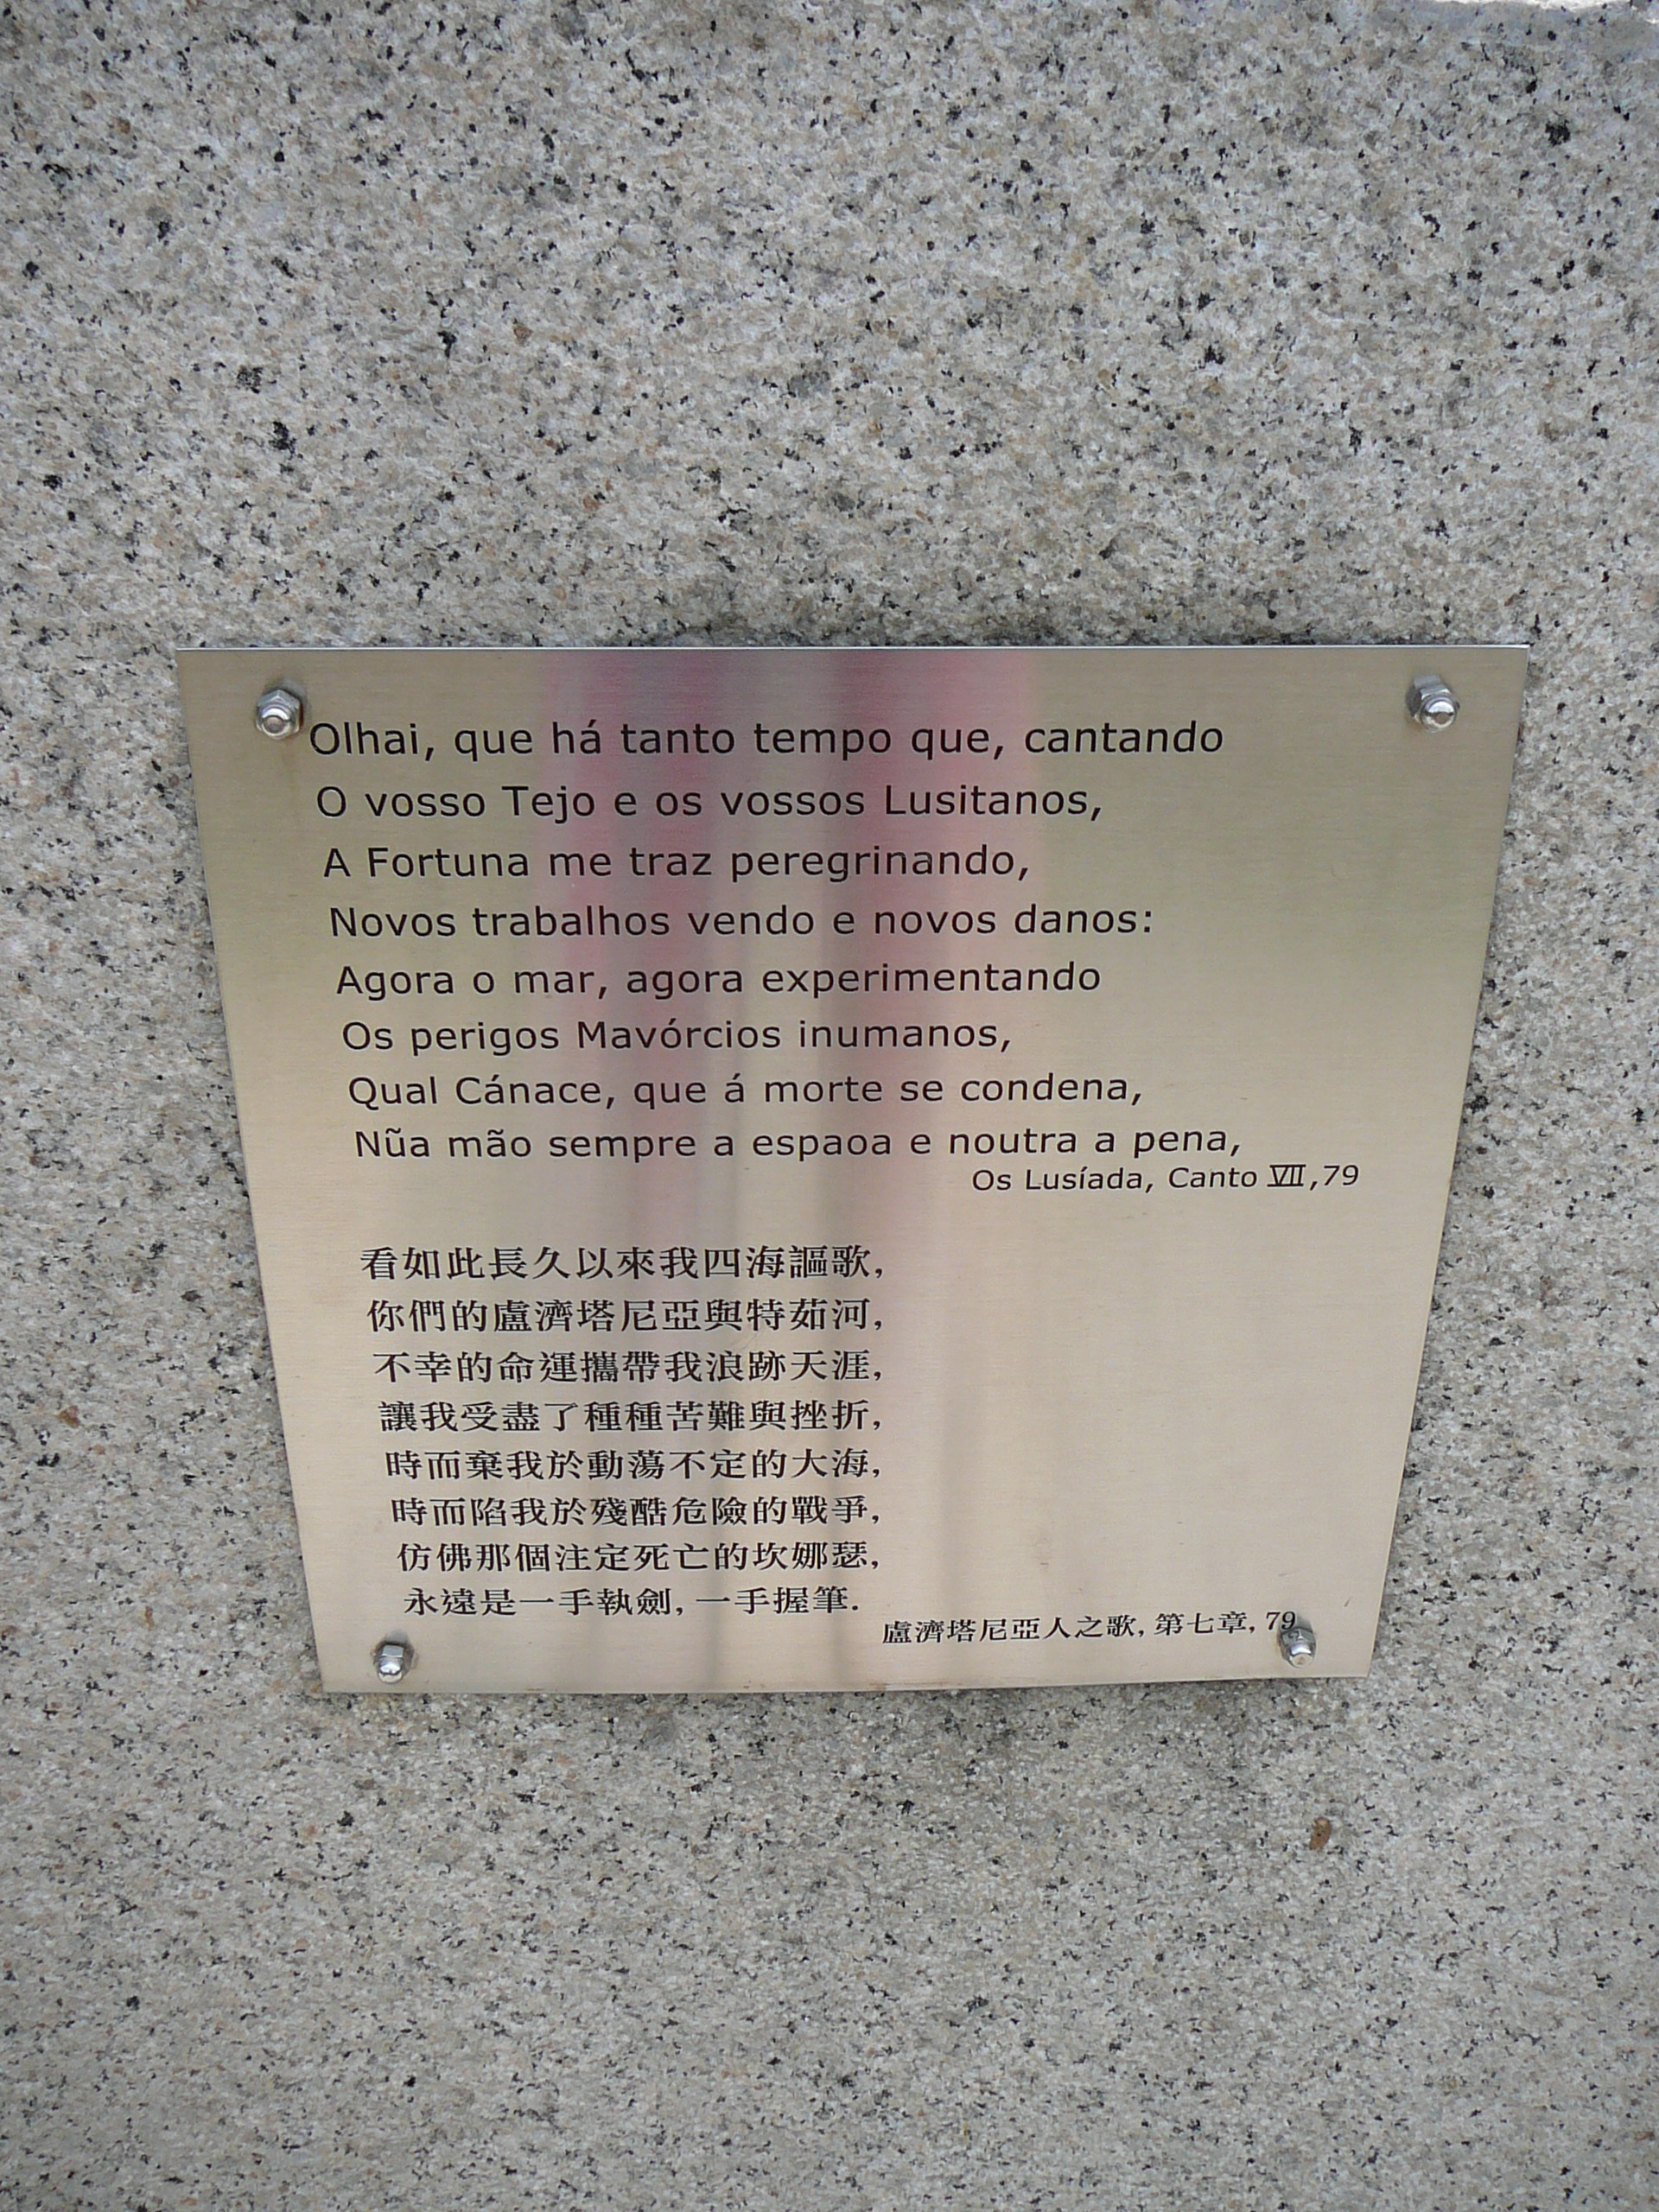 Olhai, que há tanto tempo que, cantando
O vosso Tejo e os vossos Lusitanos,
A Fortuna me traz peregrinando,
Novos trabalhos vendo e novos danos:
Agora o mar, agora experimentando
Os perigos Mavórcios inumanos,
Qual Cánace, que á morte se condena,
Nũa mão sempre a espaoa e noutra a pena,
Os Lusíada, Canto Ⅶ,79
看如此長久以來我四海謳歌,
你們的盧濟塔尼亞與特茹河,
不幸的命運攜帶我浪跡天涯,
讓我受盡了種種苦難與挫折,
時而棄我於動蕩不定的大海,
時而陷我於殘酷危險的戰爭,
仿佛那個注定死亡的坎娜瑟,
永遠是一手執劍, 一手握筆.
盧濟塔尼亞人之歌, 第七章, 79